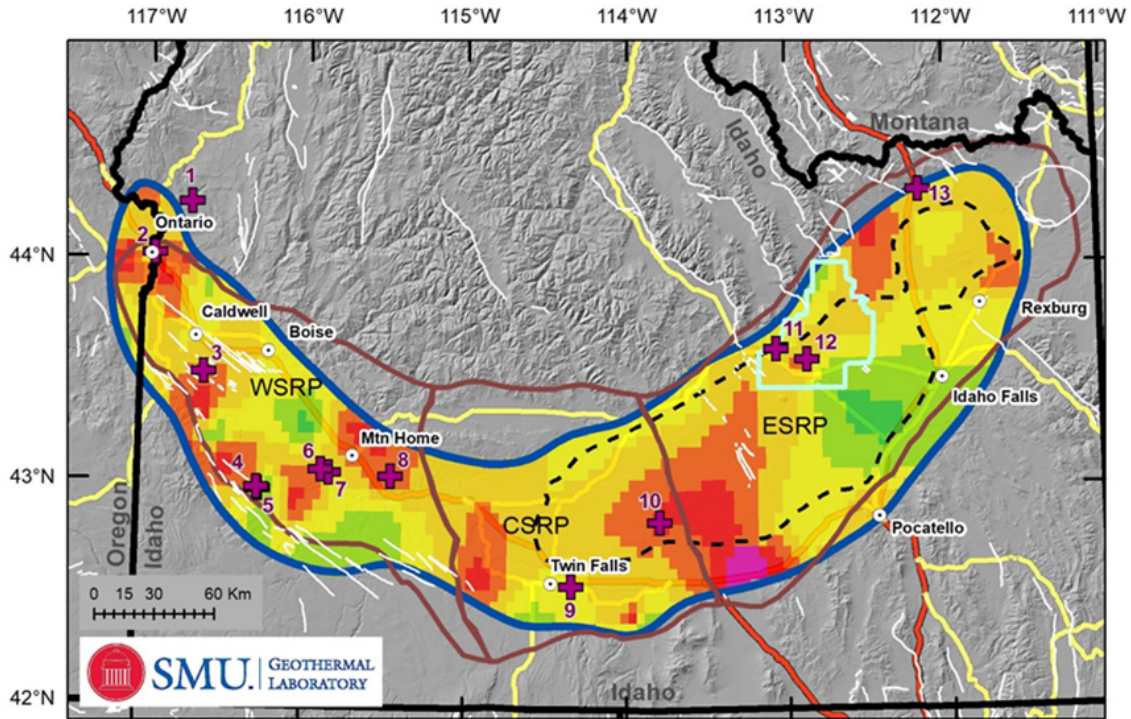 117°W 116°W 115°W 114°W 113°W 112°W 111°W
Montana
Idaho
1
13
Ontario
2
44°N
Caldwell
Boise
Rexburg
11
12
3
WSRP
Idaho Falls
ESRP
Mtn Home
6
8
43°N
4
7
5
10
CSRP
Pocatello
Oregon
Idaho
Twin Falls
9
0 15 30 60 Km
SMU. GEOTHERMAL
LABORATORY
Idaho
42°N